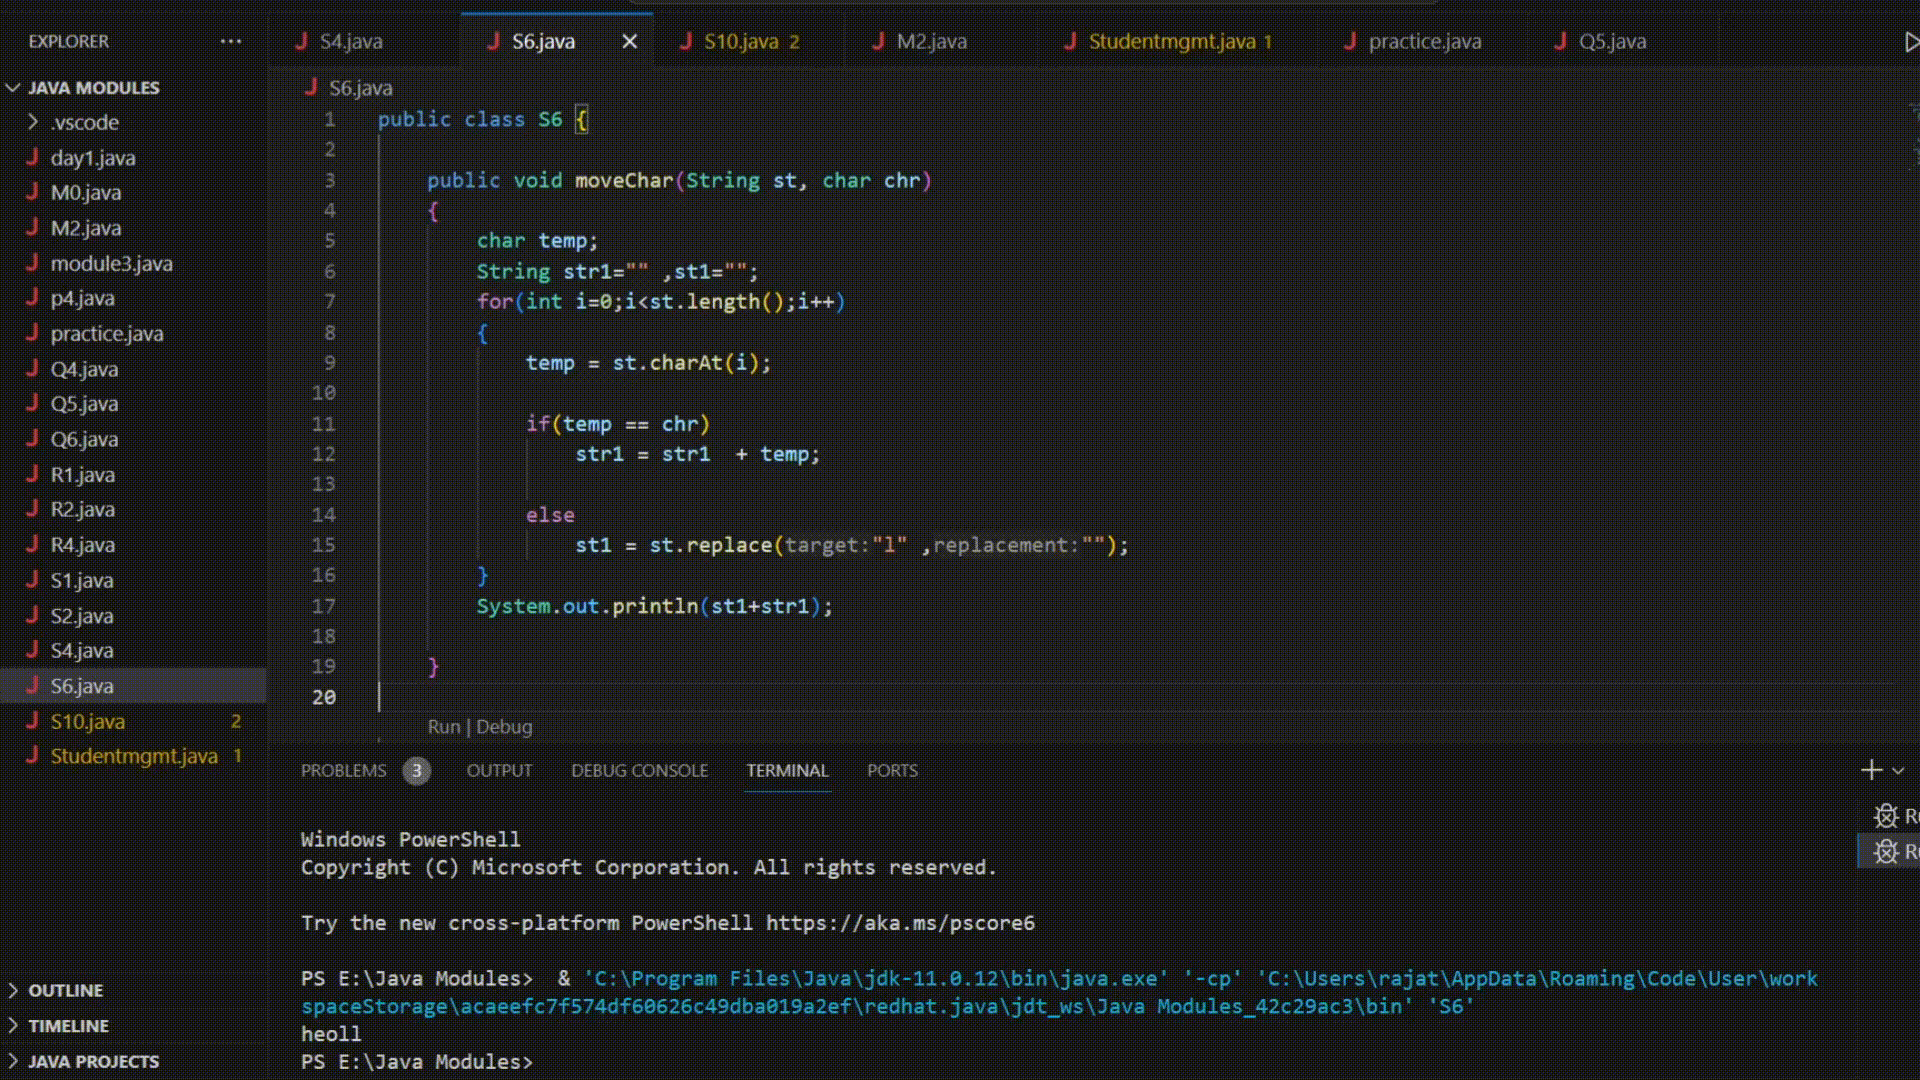 EXPLORER ···
JAVA MODULES
.vscode
day1.java
M0.java
M2.java
module3.java
p4.java
practice.java
Q4.java
Q5.java
Q6.java
R1.java
R2.java
R4.java
S1.java
S2.java
S4.java
S6.java
S10.java 2
Studentmgmt.java 1
OUTLINE
TIMELINE
JAVA PROJECTS
S4.java S6.java S10.java 2 M2.java Studentmgmt.java 1 practice.java Q5.java
S6.java
1 public class S6 {
2
3 public void moveChar(String st, char chr)
4 {
5 char temp;
6 String str1="" ,st1="";
7 for(int i=0;i<st.length();i++)
8 {
9 temp = st.charAt(i);
10
11 if(temp == chr)
12 str1 = str1  + temp;
13
14 else
15 st1 = st.replace(target:"l" ,replacement:"");
16 }
17 System.out.println(st1+str1);
18
19 }
20
Run | Debug
PROBLEMS 3 OUTPUT DEBUG CONSOLE TERMINAL PORTS
Windows PowerShell
Copyright (C) Microsoft Corporation. All rights reserved.
Try the new cross-platform PowerShell https://aka.ms/pscore6
PS E:\Java Modules>  & 'C:\Program Files\Java\jdk-11.0.12\bin\java.exe' '-cp' 'C:\Users\rajat\AppData\Roaming\Code\User\work
spaceStorage\acaeefc7f574df60626c49dba019a2ef\redhat.java\jdt_ws\Java Modules_42c29ac3\bin' 'S6'
heoll
PS E:\Java Modules>